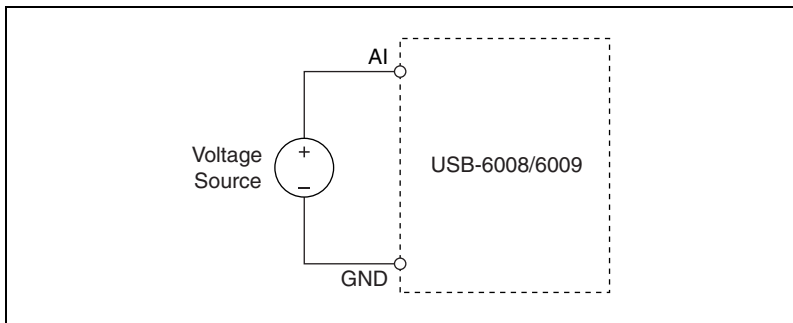 AI
+
Voltage
Source
−
USB-6008/6009
GND